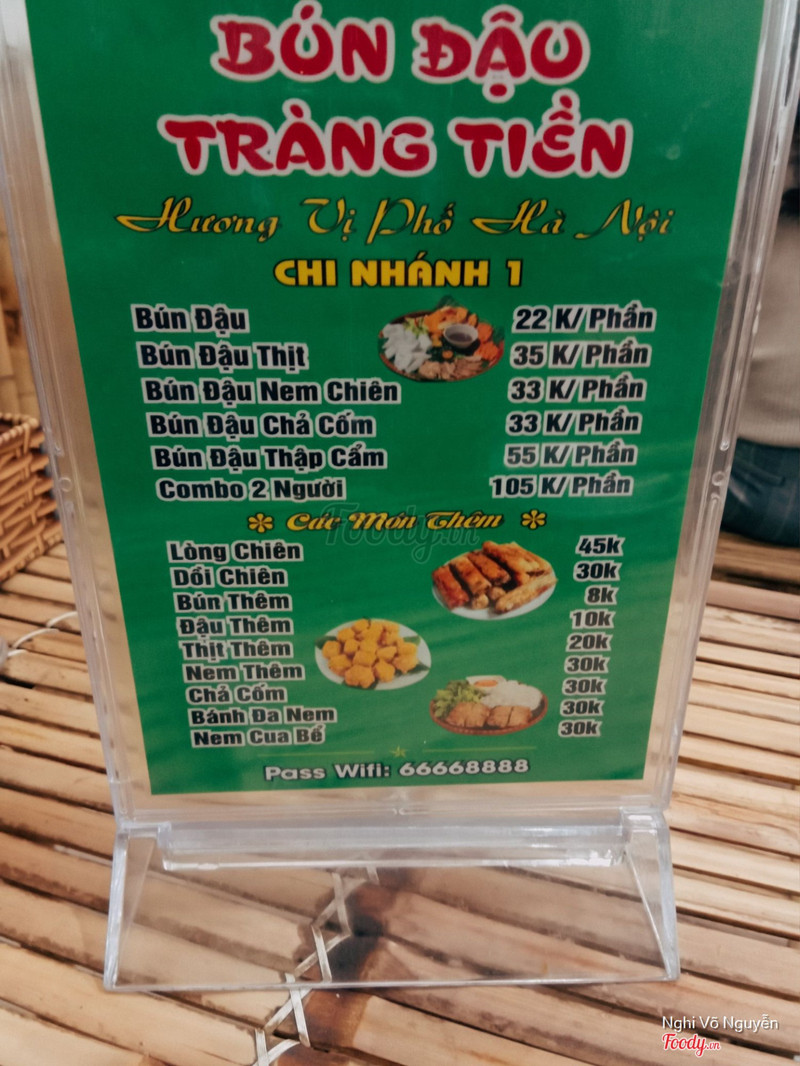 BÚN ĐẬU
TRÀNG TIỀN
Hương Vị Phố Hà Nội
CHI NHÁNH 1
Bún Đậu 22 K/Phần
Bún Đậu Thịt 35 K/Phần
Bún Đậu Nem Chiên 33 K/Phần
Bún Đậu Chả Cốm 33 K/Phần
Bún Đậu Thập Cẩm 55 K/Phần
Combo 2 Người 105 K/Phần
Các Món Thêm
Foody.vn
Lòng Chiên 45k
Dồi Chiên 30k
Bún Thêm 8k
Đậu Thêm 10k
Thịt Thêm 20k
Nem Thêm 30k
Chả Cốm 30k
Bánh Đa Nem 30k
Nem Cua Bể 30k
Pass Wifi: 66668888
Nghi Võ Nguyễn
Foody.vn